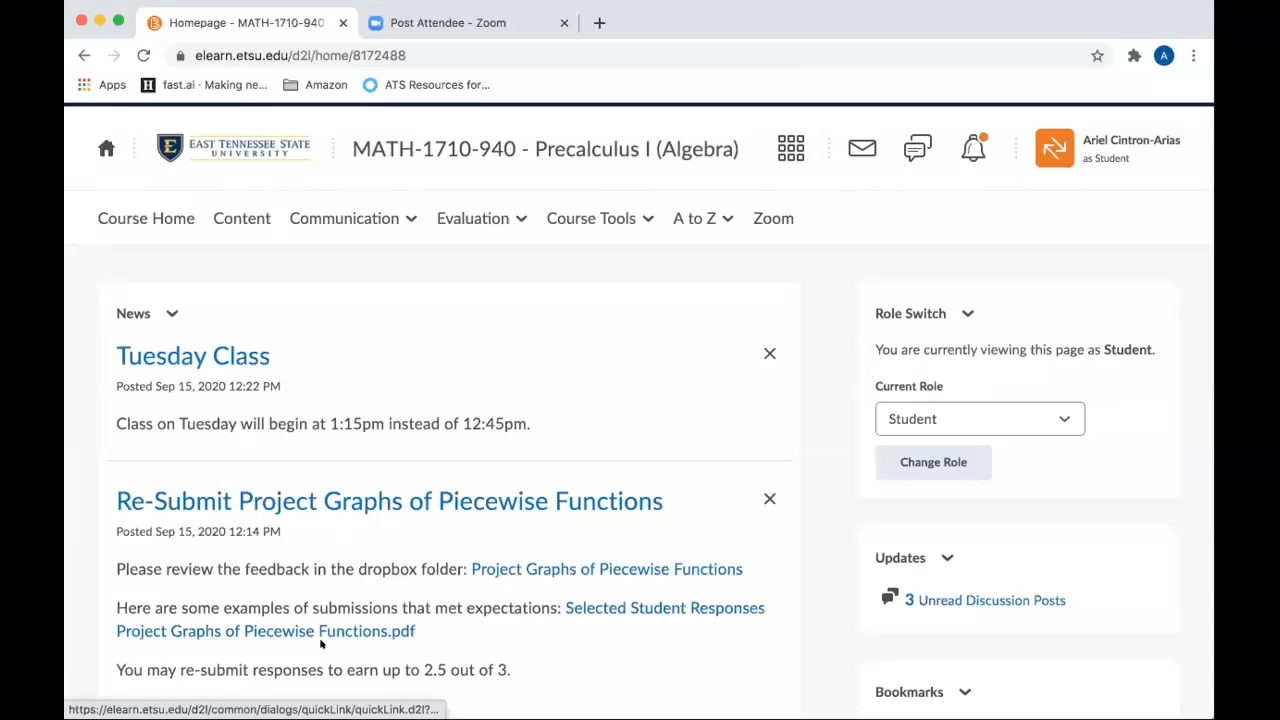 Homepage - MATH-1710-940
Post Attendee - Zoom
elearn.etsu.edu/d2l/home/8172488
A
Apps
H
fast.ai · Making ne...
Amazon
ATS Resources for...
E
EAST TENNESSEE STATE
UNIVERSITY
MATH-1710-940 - Precalculus I (Algebra)
Ariel Cintron-Arias
as Student
Course Home
Content
Communication
Evaluation
Course Tools
A to Z
Zoom
News
Tuesday Class
Posted Sep 15, 2020 12:22 PM
Class on Tuesday will begin at 1:15pm instead of 12:45pm.
Re-Submit Project Graphs of Piecewise Functions
Posted Sep 15, 2020 12:14 PM
Please review the feedback in the dropbox folder: Project Graphs of Piecewise Functions
Here are some examples of submissions that met expectations: Selected Student Responses
Project Graphs of Piecewise Functions.pdf
You may re-submit responses to earn up to 2.5 out of 3.
Role Switch
You are currently viewing this page as Student.
Current Role
Student
Change Role
Updates
3 Unread Discussion Posts
Bookmarks
https://elearn.etsu.edu/d2l/common/dialogs/quickLink/quickLink.d2l?...